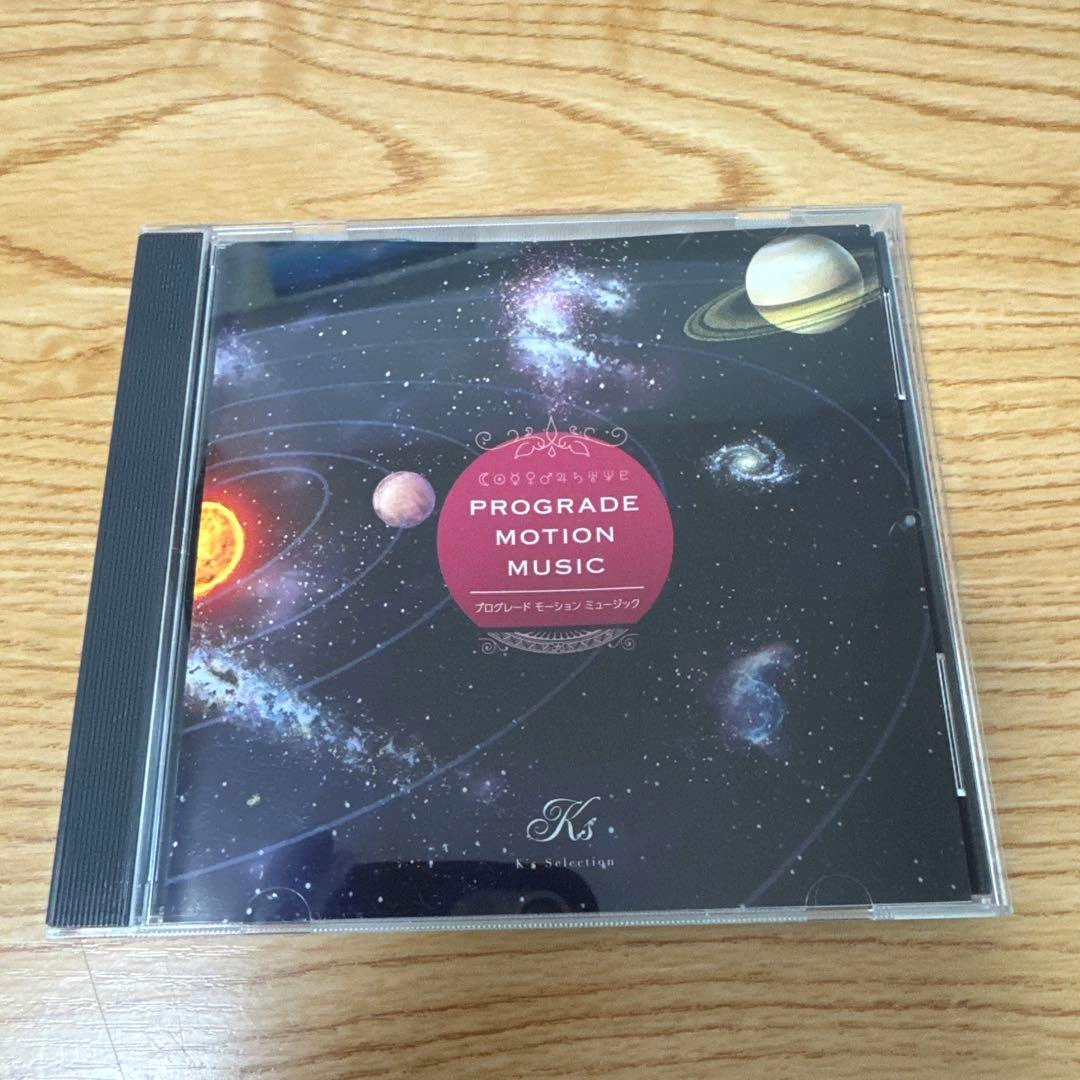 ☾☉☿♀♂♃♄♅♆♇
PROGRADE
MOTION
MUSIC
プログレード モーション ミュージック
Ks
K's Selection